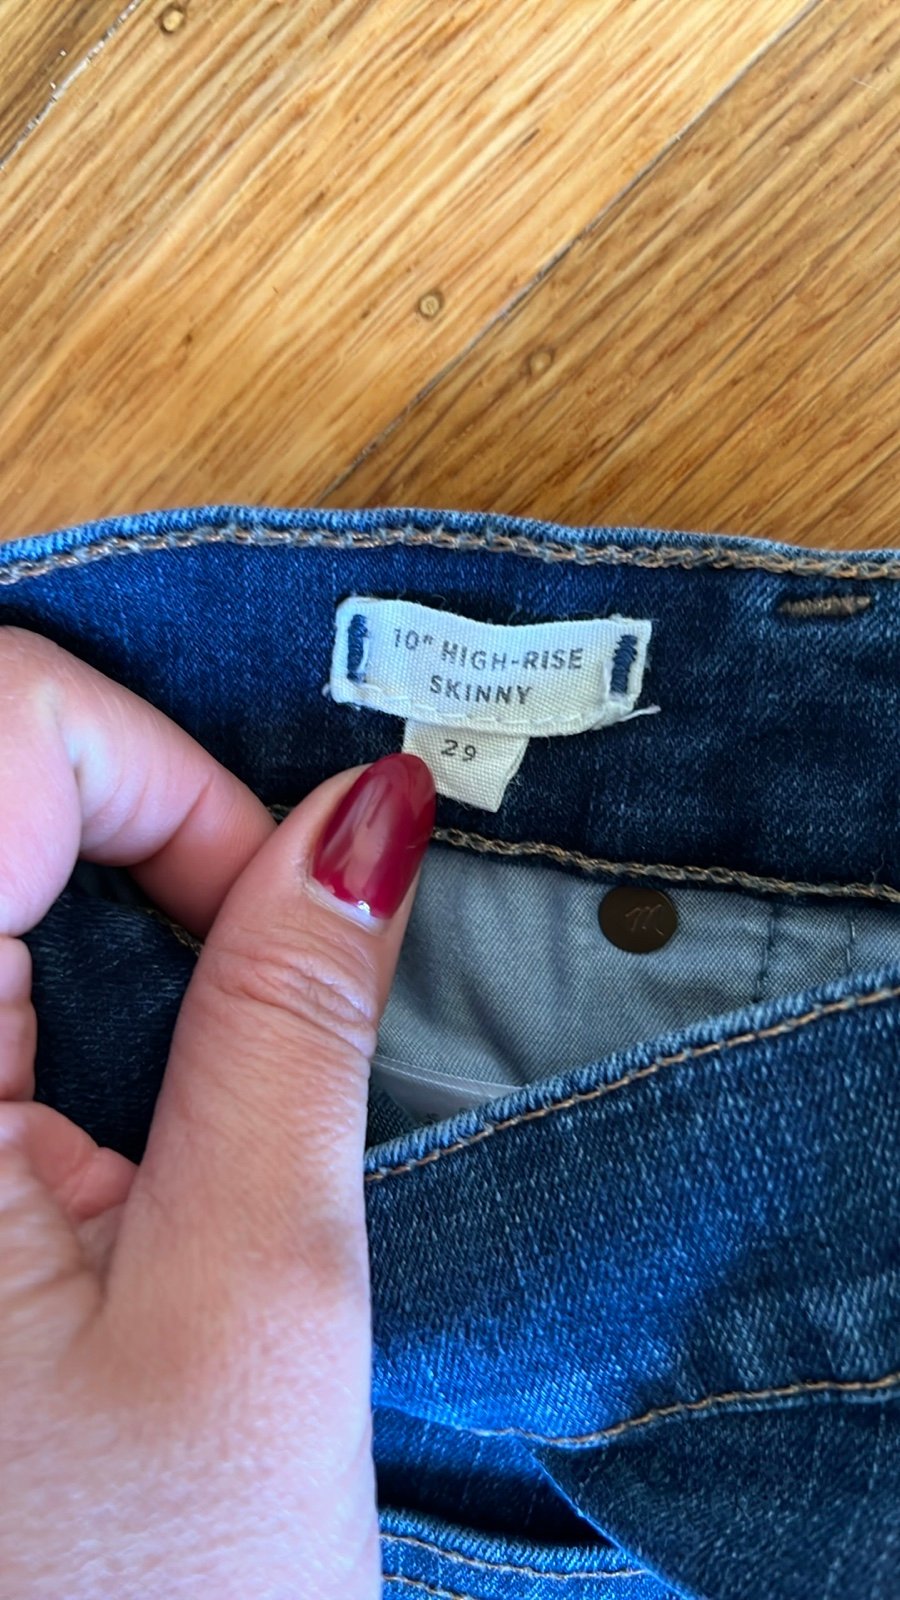 10" HIGH-RISE
SKINNY
29
m